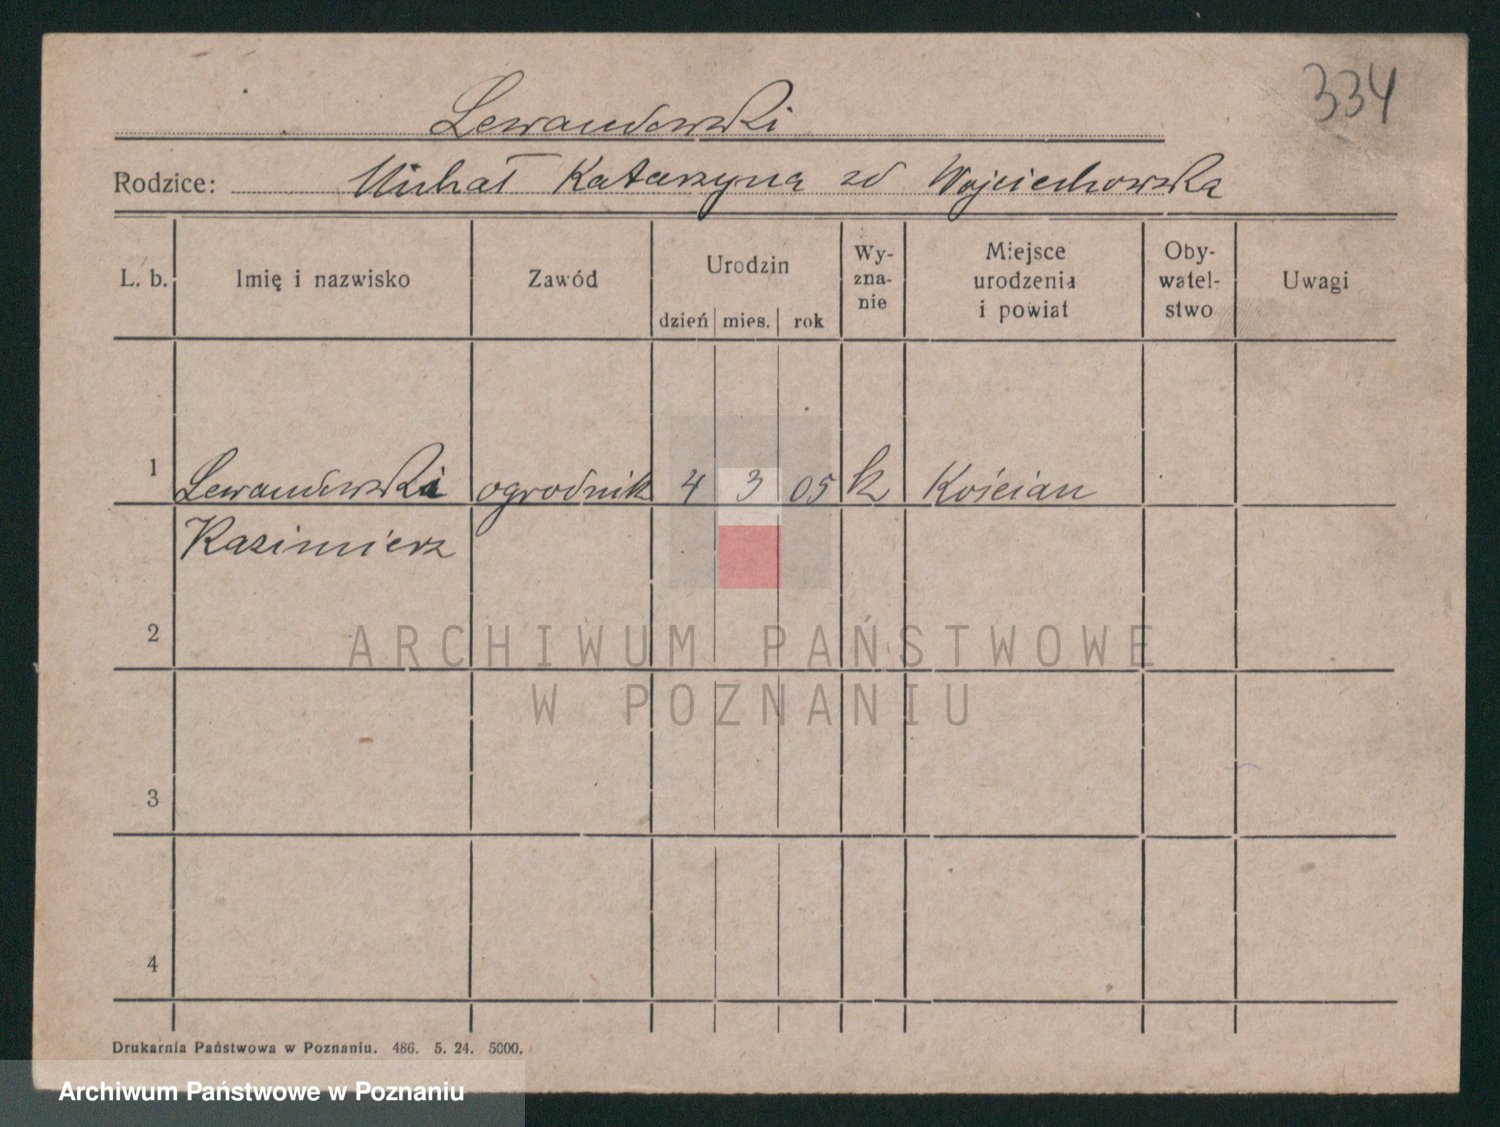 334
Lewandowski
Rodzice: Michał Katarzyna zd Wojciechowska
L. b. Imię i nazwisko Zawód Urodzin dzień mies. rok Wy-zna-nie Miejsce urodzenia i powiat Oby-watel-stwo Uwagi
1 Lewandowski ogrodnik 4 3 05 k Kościan
Kazimierz
2
ARCHIWUM PAŃSTWOWE
W POZNANIU
3
4
Drukarnia Państwowa w Poznaniu. 486. 5. 24. 5000.
Archiwum Państwowe w Poznaniu